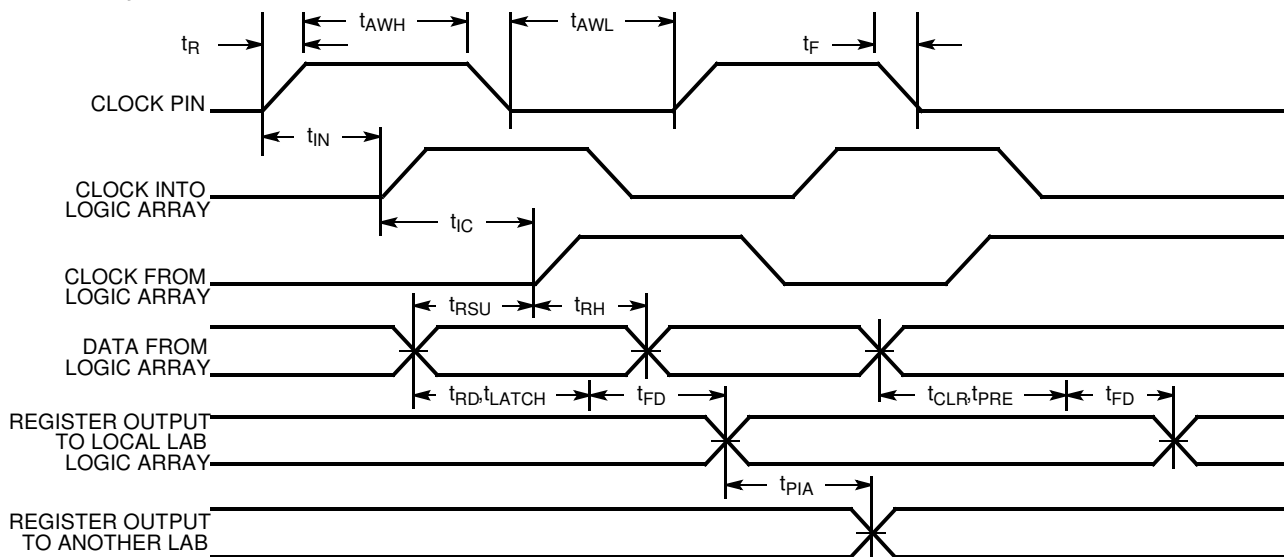 tAWH
tAWL
tR
tF
CLOCK PIN
tIN
CLOCK INTO
LOGIC ARRAY
tIC
CLOCK FROM
LOGIC ARRAY
tRSU
tRH
DATA FROM
LOGIC ARRAY
tRD,tLATCH
tFD
tCLR,tPRE
tFD
REGISTER OUTPUT
TO LOCAL LAB
LOGIC ARRAY
tPIA
REGISTER OUTPUT
TO ANOTHER LAB